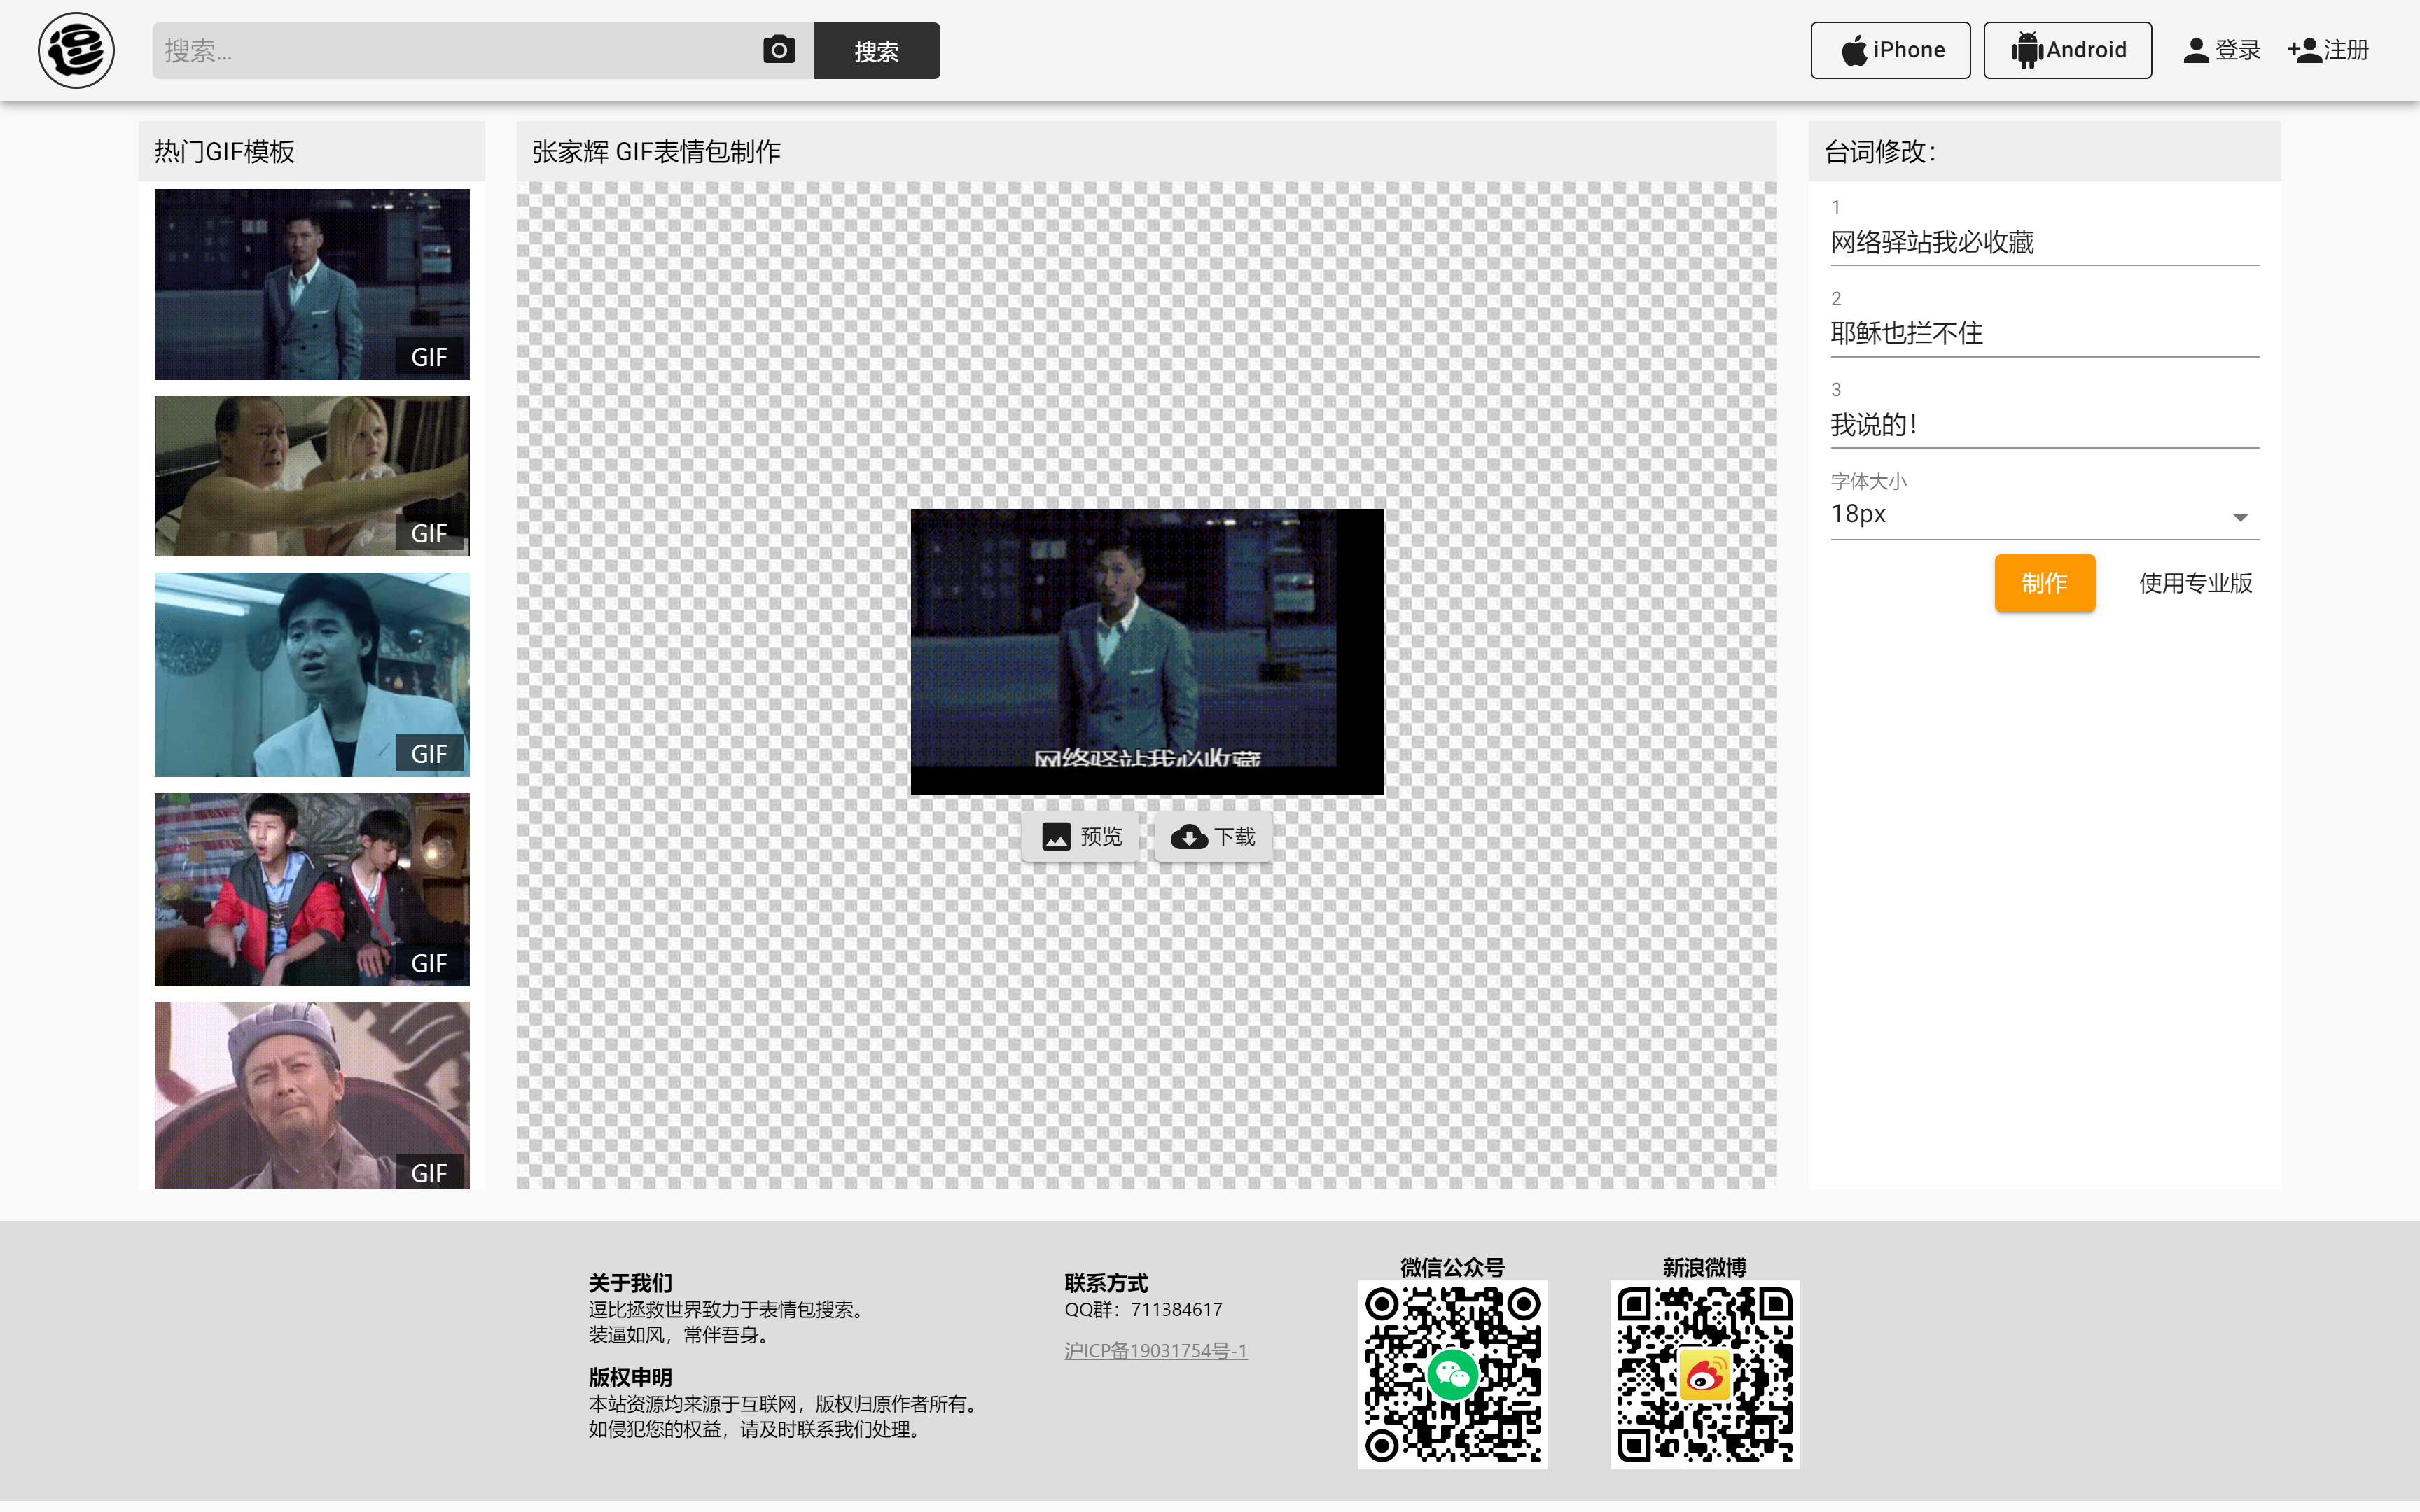 搜索...
搜索
iPhone
Android
登录
注册
热门GIF模板
GIF
GIF
GIF
GIF
GIF
张家辉 GIF表情包制作
网络驿站我必收藏
预览
下载
台词修改：
1
网络驿站我必收藏
2
耶稣也拦不住
3
我说的！
字体大小
18px
制作
使用专业版
关于我们
逗比拯救世界致力于表情包搜索。
装逼如风，常伴吾身。
版权申明
本站资源均来源于互联网，版权归原作者所有。
如侵犯您的权益，请及时联系我们处理。
联系方式
QQ群：711384617
沪ICP备19031754号-1
微信公众号
新浪微博